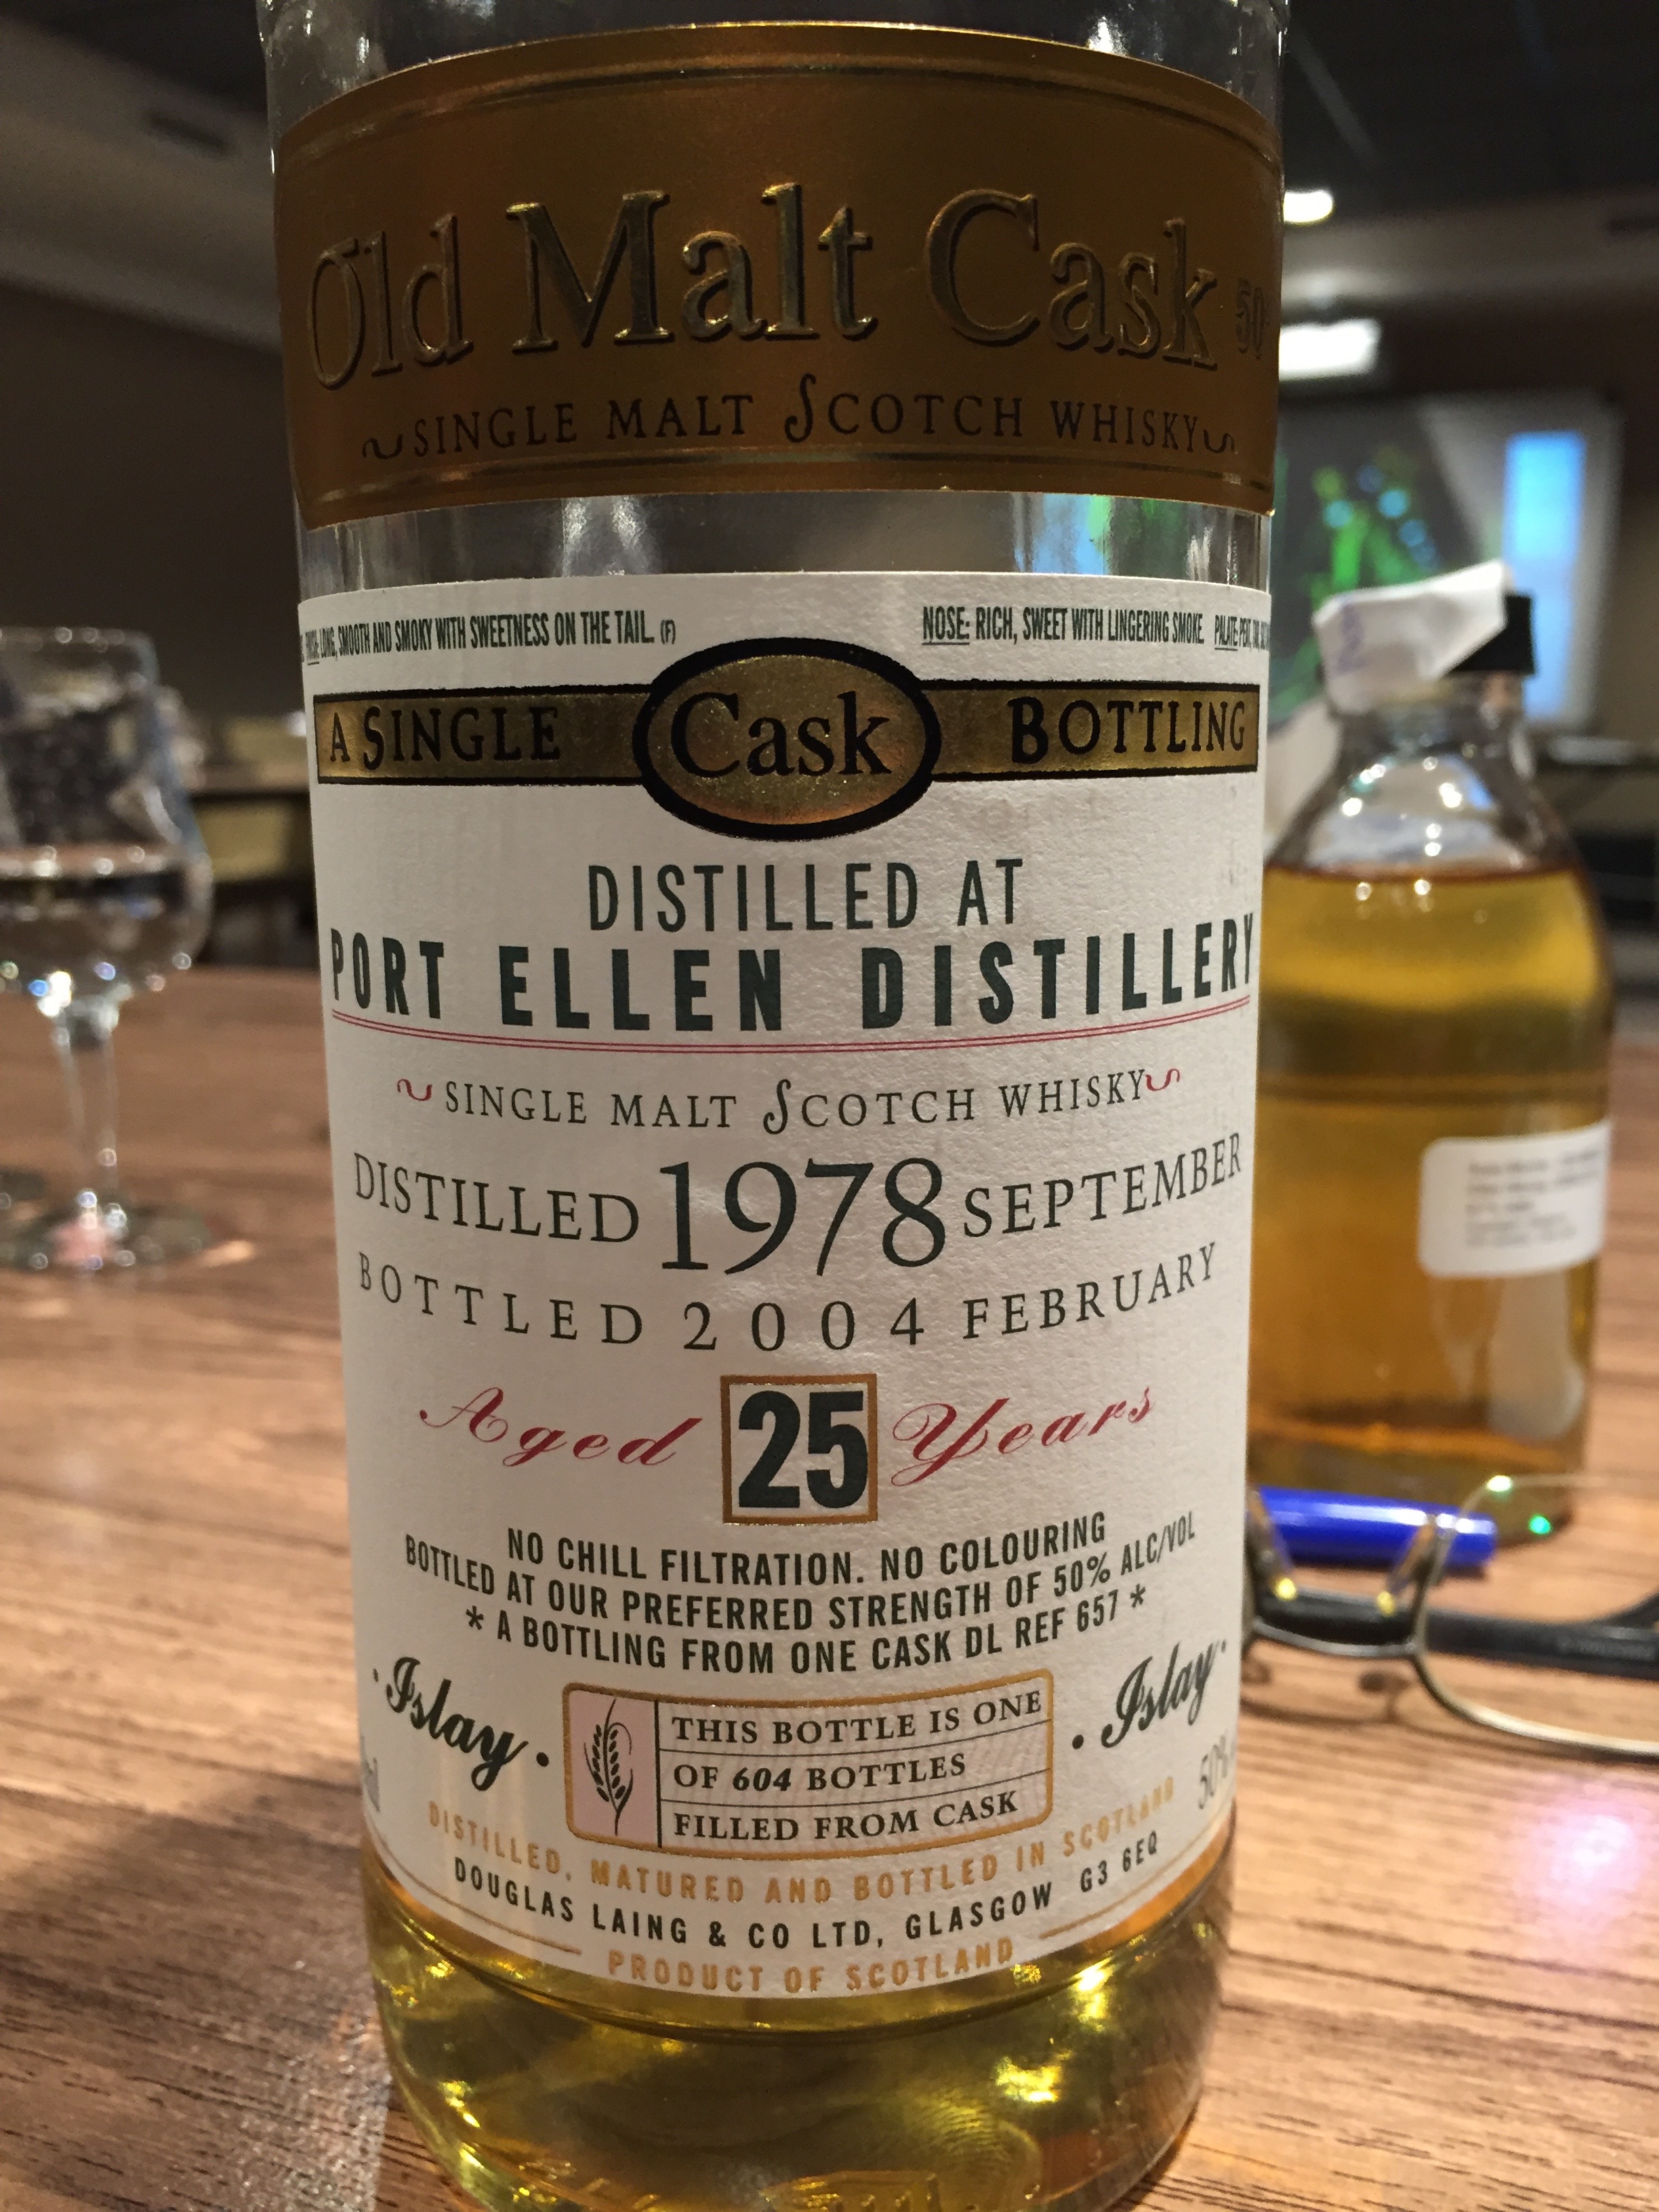 Old Malt Cask 50°
SINGLE MALT SCOTCH WHISKY
LONG, SMOOTH AND SMOKY WITH SWEETNESS ON THE TAIL. (F)
NOSE: RICH, SWEET WITH LINGERING SMOKE PALATE:
A SINGLE Cask BOTTLING
DISTILLED AT
PORT ELLEN DISTILLERY
SINGLE MALT SCOTCH WHISKY
DISTILLED 1978 SEPTEMBER
BOTTLED 2004 FEBRUARY
Aged 25 Years
NO CHILL FILTRATION. NO COLOURING
BOTTLED AT OUR PREFERRED STRENGTH OF 50% ALC/VOL
* A BOTTLING FROM ONE CASK DL REF 657 *
· Islay ·
THIS BOTTLE IS ONE
OF 604 BOTTLES
FILLED FROM CASK
· Islay ·
50%
DISTILLED, MATURED AND BOTTLED IN SCOTLAND
DOUGLAS LAING & CO LTD, GLASGOW G3 6EQ
PRODUCT OF SCOTLAND